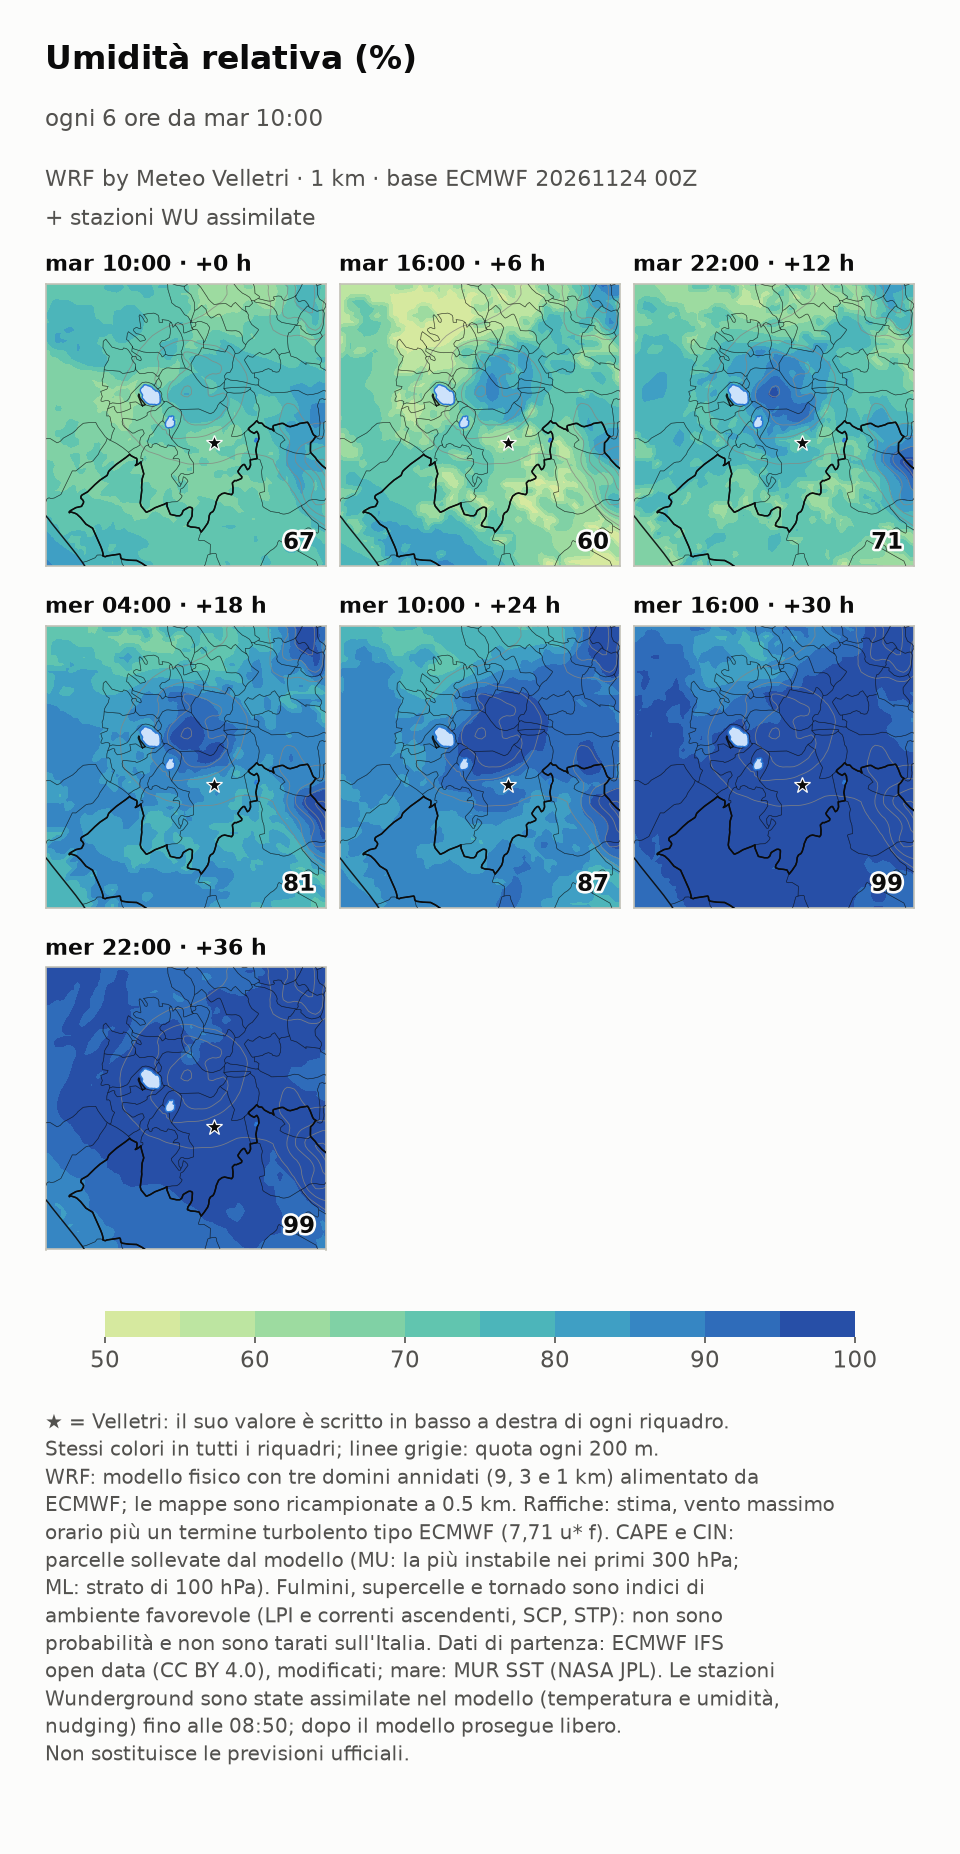 Umidità relativa (%)
ogni 6 ore da mar 10:00
WRF by Meteo Velletri · 1 km · base ECMWF 20261124 00Z
+ stazioni WU assimilate
mar 10:00 · +0 h
mar 16:00 · +6 h
mar 22:00 · +12 h
67
60
71
mer 04:00 · +18 h
mer 10:00 · +24 h
mer 16:00 · +30 h
81
87
99
mer 22:00 · +36 h
99
50
60
70
80
90
100
★ = Velletri: il suo valore è scritto in basso a destra di ogni riquadro.
Stessi colori in tutti i riquadri; linee grigie: quota ogni 200 m.
WRF: modello fisico con tre domini annidati (9, 3 e 1 km) alimentato da
ECMWF; le mappe sono ricampionate a 0.5 km. Raffiche: stima, vento massimo
orario più un termine turbolento tipo ECMWF (7,71 u* f). CAPE e CIN:
parcelle sollevate dal modello (MU: la più instabile nei primi 300 hPa;
ML: strato di 100 hPa). Fulmini, supercelle e tornado sono indici di
ambiente favorevole (LPI e correnti ascendenti, SCP, STP): non sono
probabilità e non sono tarati sull'Italia. Dati di partenza: ECMWF IFS
open data (CC BY 4.0), modificati; mare: MUR SST (NASA JPL). Le stazioni
Wunderground sono state assimilate nel modello (temperatura e umidità,
nudging) fino alle 08:50; dopo il modello prosegue libero.
Non sostituisce le previsioni ufficiali.